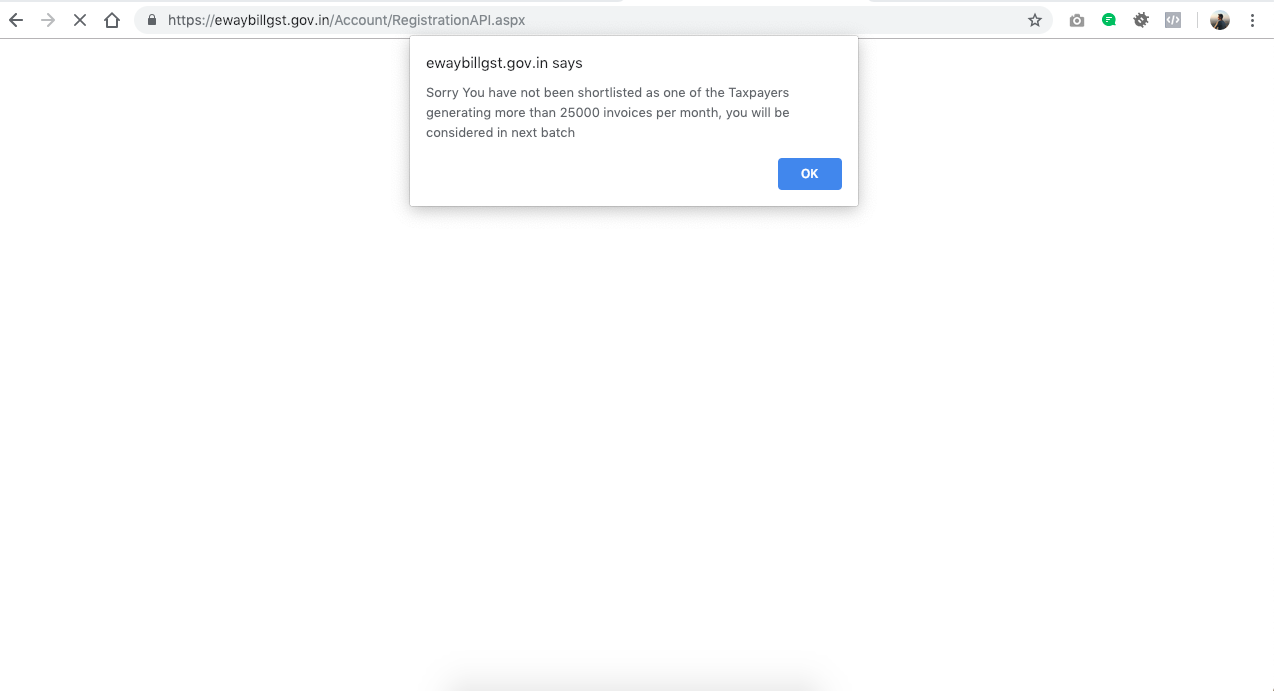 https://ewaybillgst.gov.in/Account/RegistrationAPI.aspx
ewaybillgst.gov.in says
Sorry You have not been shortlisted as one of the Taxpayers
generating more than 25000 invoices per month, you will be
considered in next batch
OK